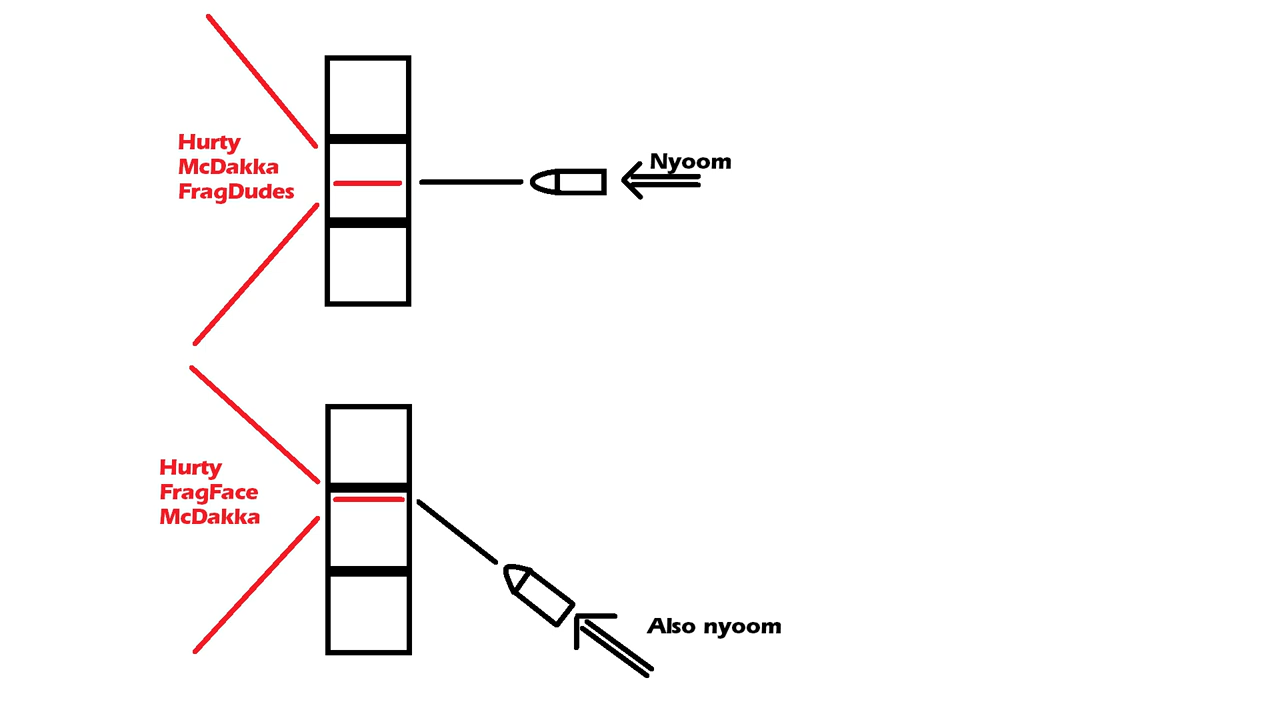 Hurty
McDakka
FragDudes
Nyoom
Hurty
FragFace
McDakka
Also nyoom